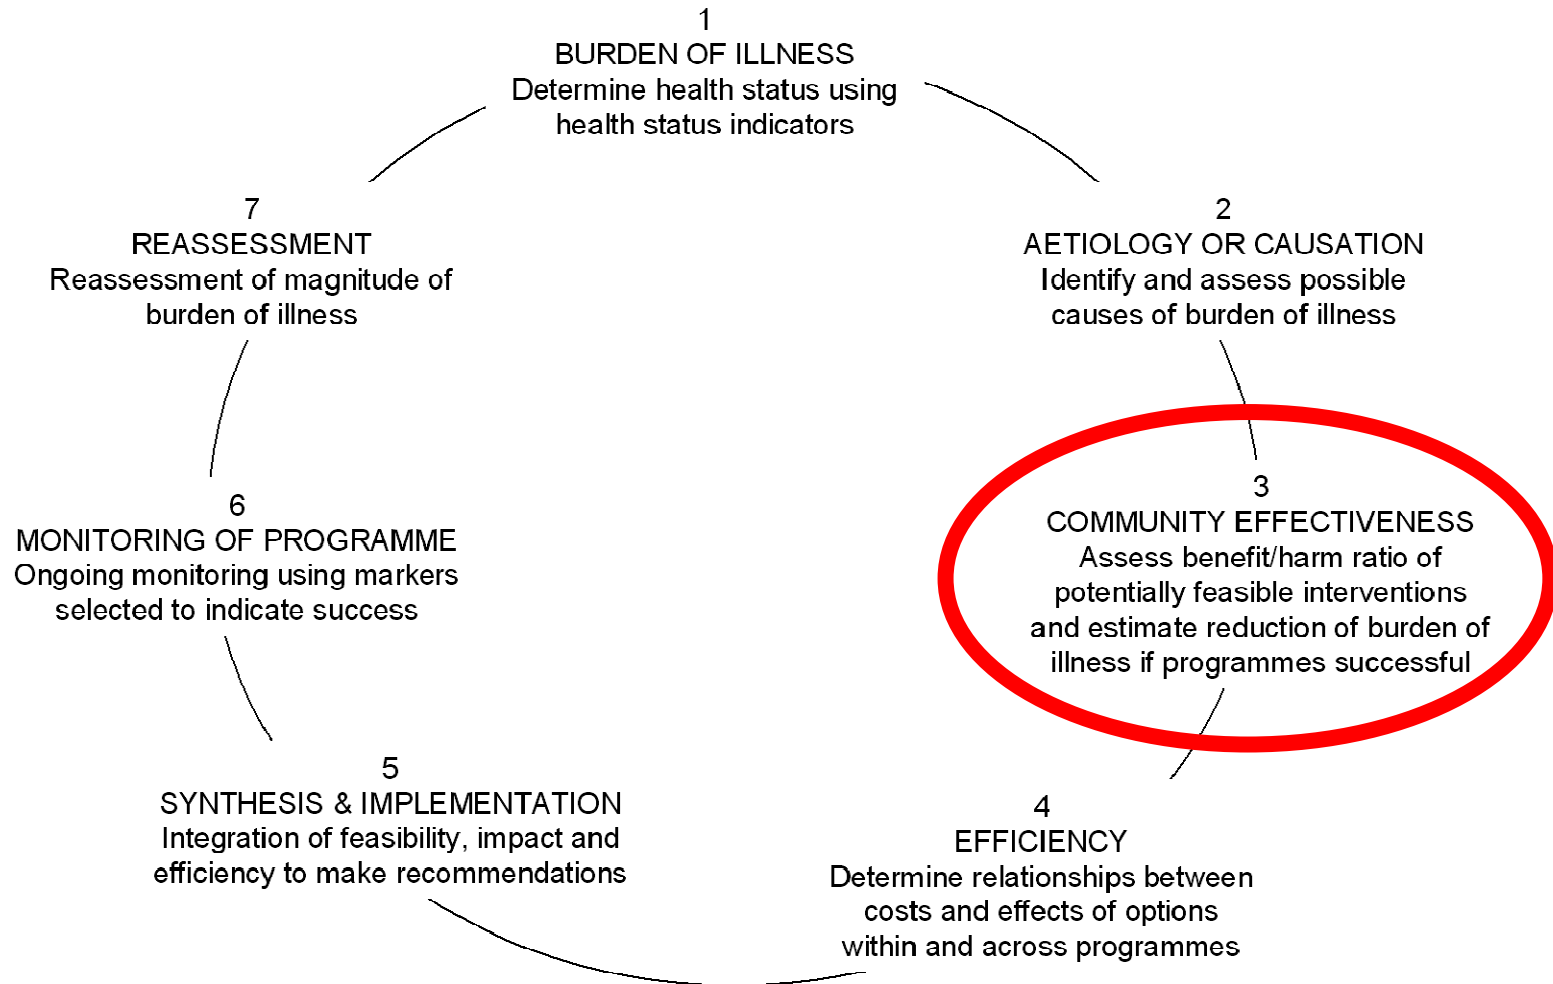 1
BURDEN OF ILLNESS
Determine health status using
health status indicators
2
AETIOLOGY OR CAUSATION
Identify and assess possible
causes of burden of illness
3
COMMUNITY EFFECTIVENESS
Assess benefit/harm ratio of
potentially feasible interventions
and estimate reduction of burden of
illness if programmes successful
4
EFFICIENCY
Determine relationships between
costs and effects of options
within and across programmes
5
SYNTHESIS & IMPLEMENTATION
Integration of feasibility, impact and
efficiency to make recommendations
6
MONITORING OF PROGRAMME
Ongoing monitoring using markers
selected to indicate success
7
REASSESSMENT
Reassessment of magnitude of
burden of illness